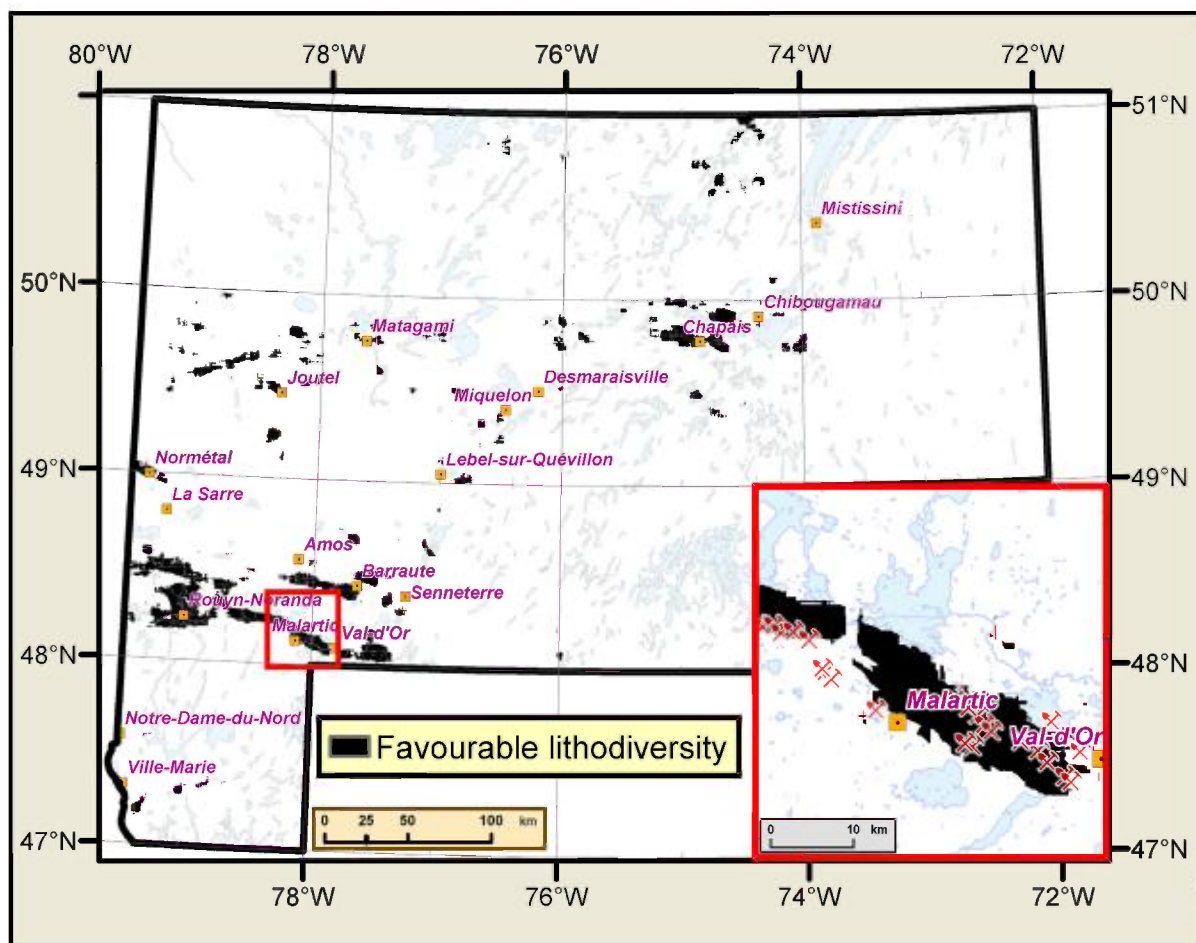 80°W 78°W 76°W 74°W 72°W
51°N
Mistissini
50°N
50°N
Chibougamau
Matagami
Chapais
Joutel
Desmaraisville
Miquelon
Normétal
Lebel-sur-Quévillon
49°N
49°N
La Sarre
Amos
Barraute
Senneterre
Rouyn-Noranda
Malartic
Val-d'Or
48°N
48°N
Malartic
Val-d'Or
Notre-Dame-du-Nord
Favourable lithodiversity
Ville-Marie
0 25 50 100 km
0 10 km
47°N
47°N
78°W 76°W 74°W 72°W